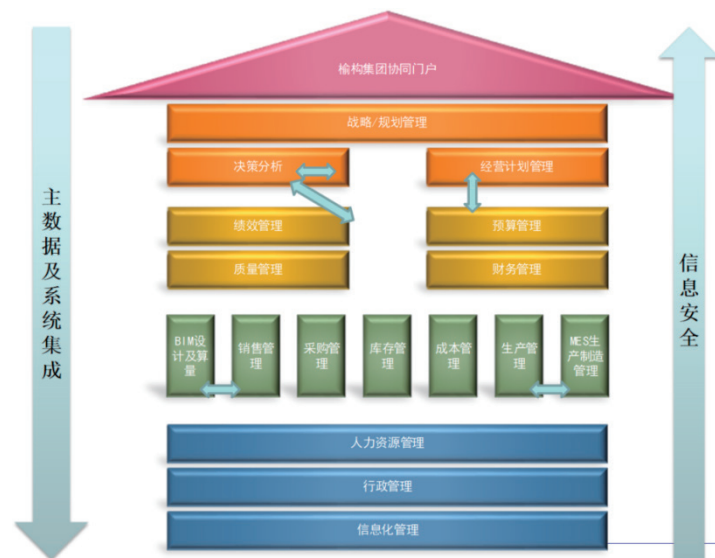 榆构集团协同门户
战略/规划管理
决策分析
经营计划管理
绩效管理
预算管理
质量管理
财务管理
BIM设
计及算
量
销售管
理
采购管
理
库存管
理
成本管
理
生产管
理
MES生
产制造
管理
人力资源管理
行政管理
信息化管理
主数据及系统集成
信息安全